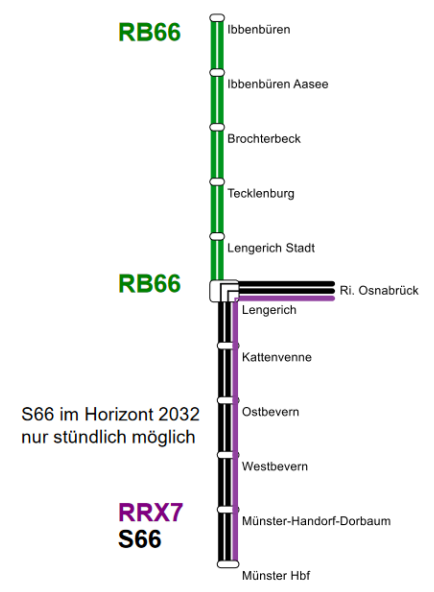 RB66
Ibbenbüren
Ibbenbüren Aasee
Brochterbeck
Tecklenburg
Lengerich Stadt
RB66
Ri. Osnabrück
Lengerich
Kattenvenne
S66 im Horizont 2032
nur stündlich möglich
Ostbevern
Westbevern
RRX7
S66
Münster-Handorf-Dorbaum
Münster Hbf